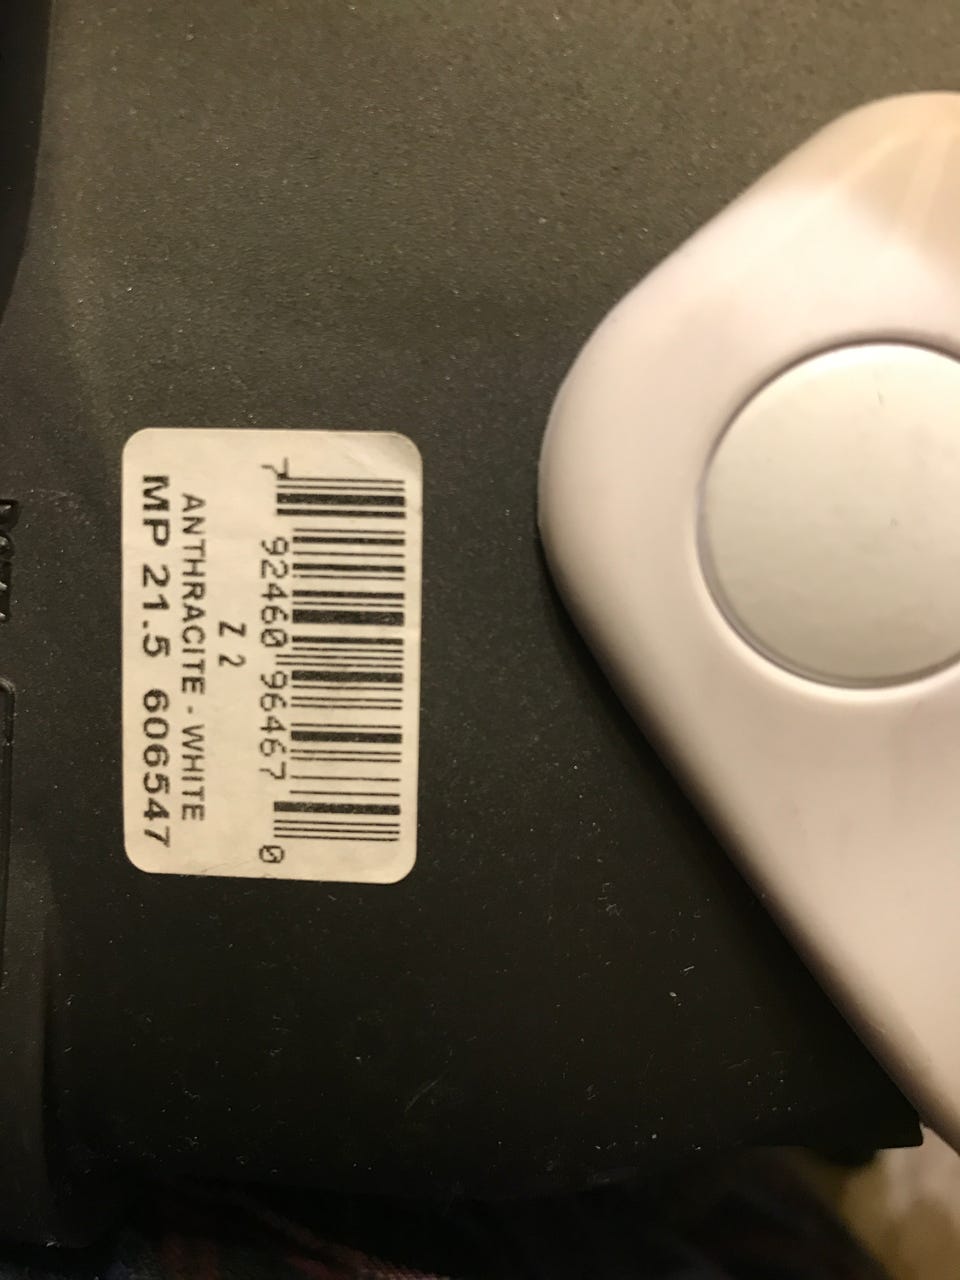 7 92460 96467 0
Z 2
ANTHRACITE - WHITE
MP 21.5 606547